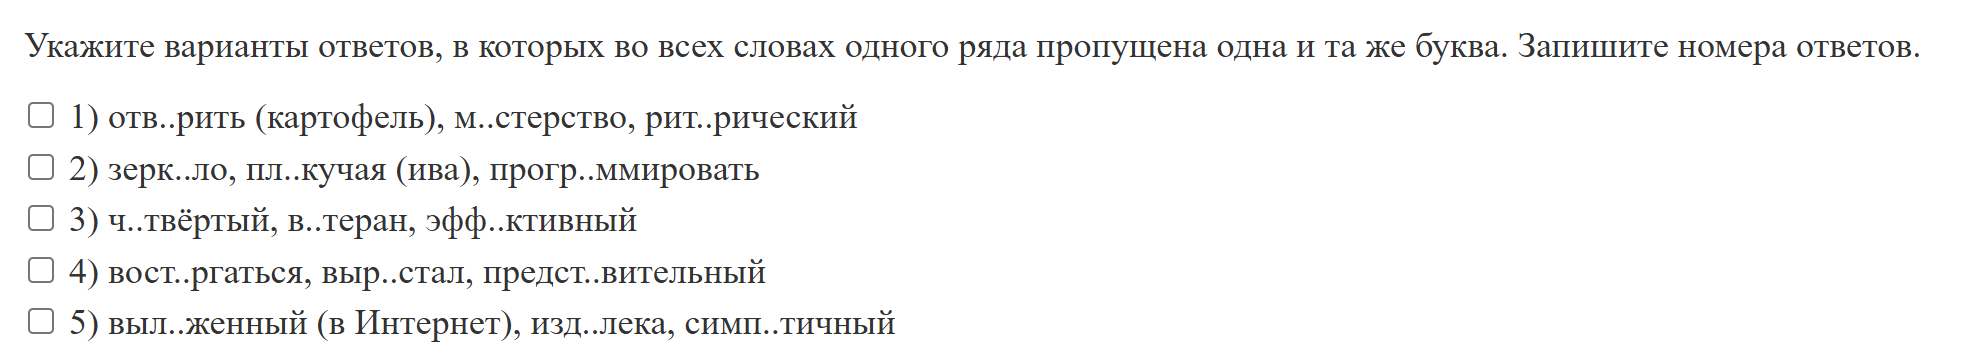 Укажите варианты ответов, в которых во всех словах одного ряда пропущена одна и та же буква. Запишите номера ответов.
1) отв..рить (картофель), м..стерство, рит..рический
2) зерк..ло, пл..кучая (ива), прогр..ммировать
3) ч..твёртый, в..теран, эфф..ктивный
4) вост..ргаться, выр..стал, предст..вительный
5) выл..женный (в Интернет), изд..лека, симп..тичный